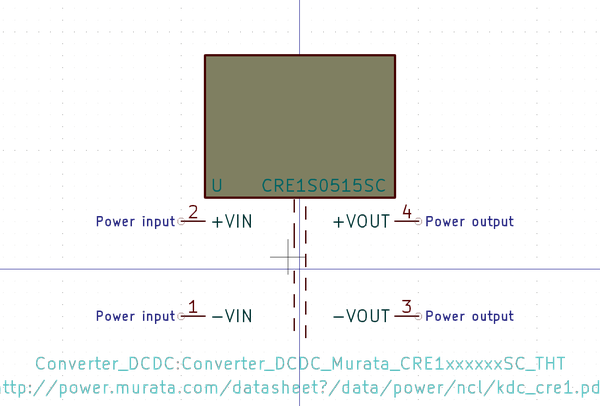 U CRE1S0515SC
Power input 2 +VIN +VOUT 4 Power output
Power input 1 −VIN −VOUT 3 Power output
Converter_DCDC:Converter_DCDC_Murata_CRE1xxxxxxSC_THT
http://power.murata.com/datasheet?/data/power/ncl/kdc_cre1.pd